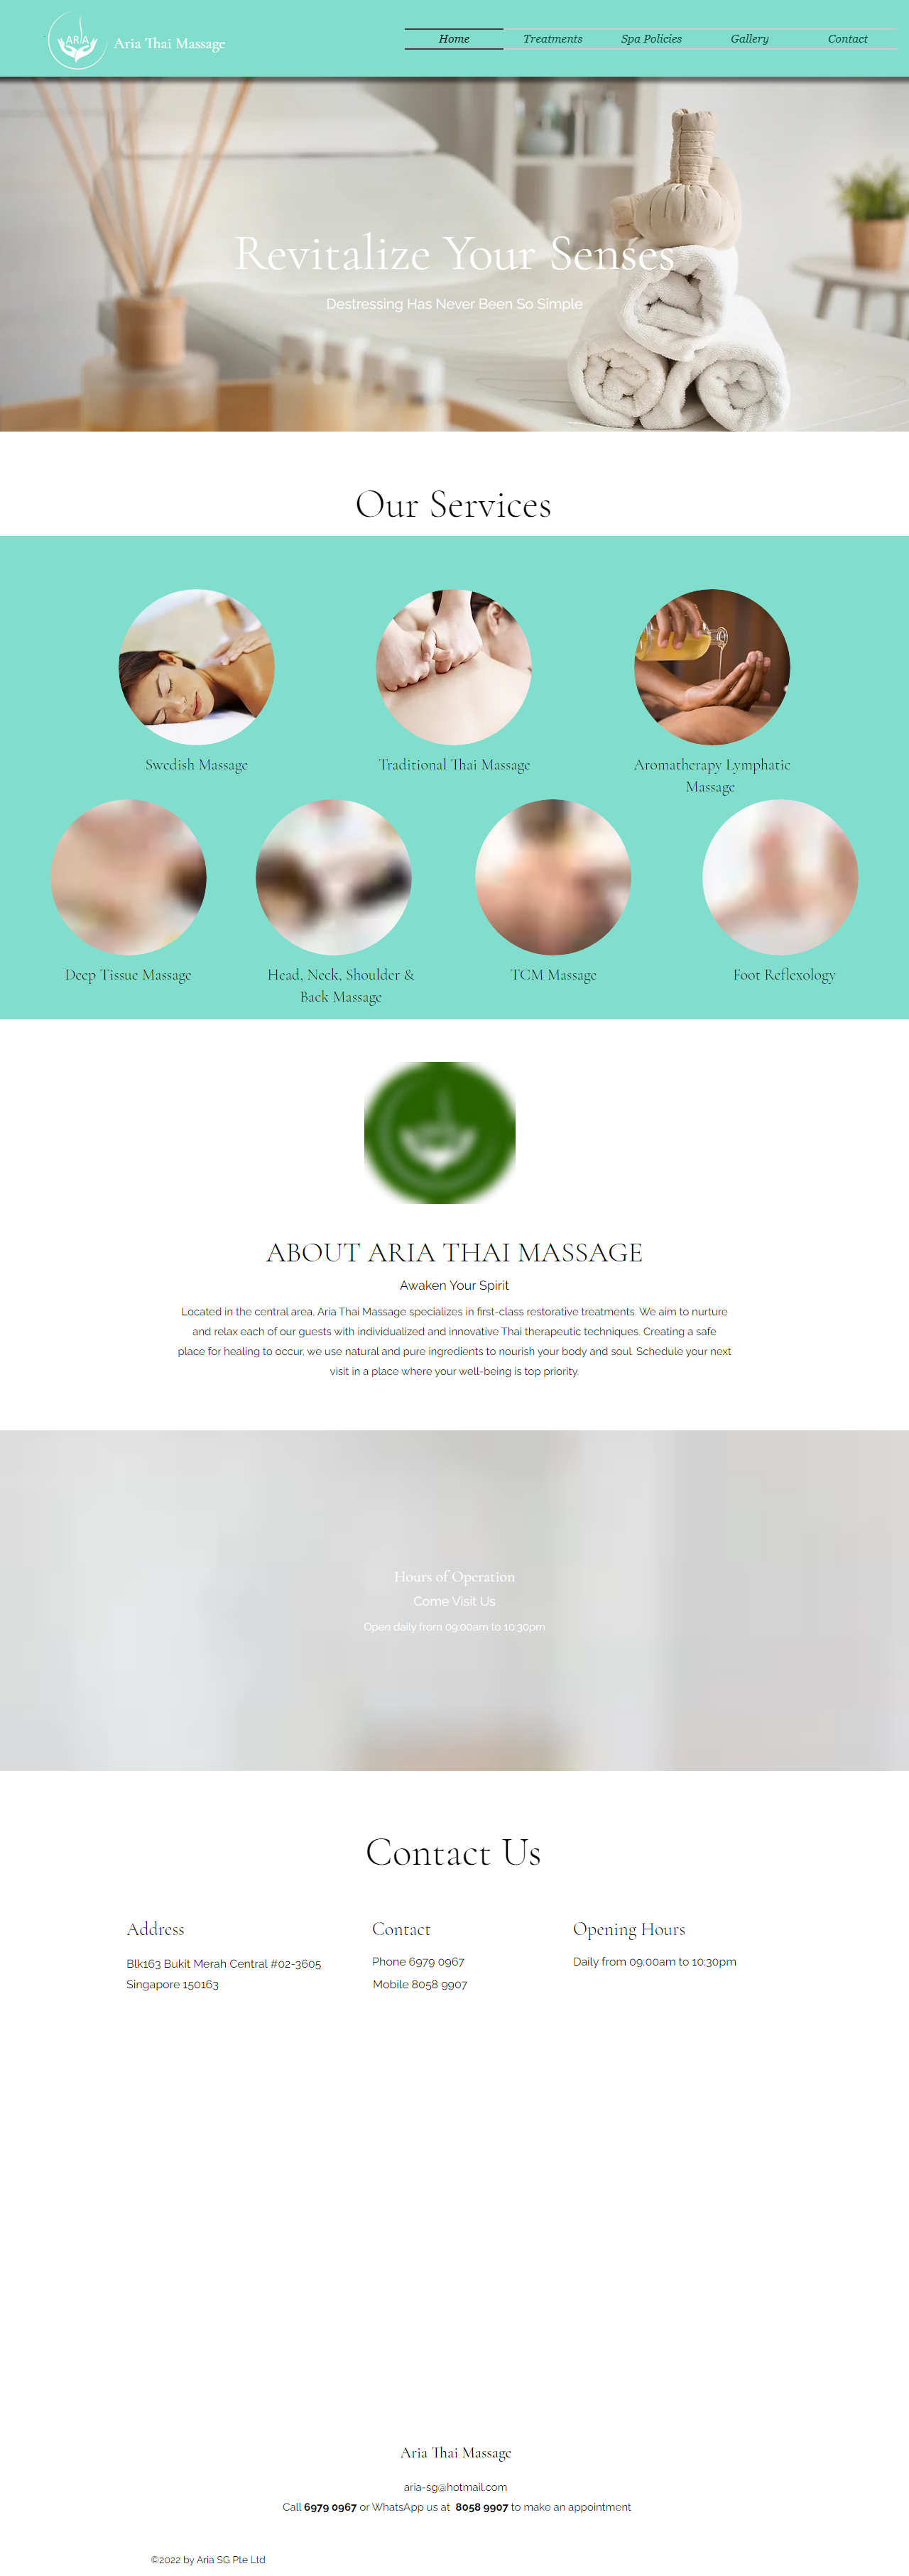 ARIA
Aria Thai Massage
Home
Treatments
Spa Policies
Gallery
Contact
Revitalize Your Senses
Destressing Has Never Been So Simple
Our Services
Swedish Massage
Traditional Thai Massage
Aromatherapy Lymphatic
Massage
Deep Tissue Massage
Head, Neck, Shoulder &
Back Massage
TCM Massage
Foot Reflexology
ABOUT ARIA THAI MASSAGE
Awaken Your Spirit
Located in the central area, Aria Thai Massage specializes in first-class restorative treatments. We aim to nurture
and relax each of our guests with individualized and innovative Thai therapeutic techniques. Creating a safe
place for healing to occur, we use natural and pure ingredients to nourish your body and soul. Schedule your next
visit in a place where your well-being is top priority.
Hours of Operation
Come Visit Us
Open daily from 09:00am to 10:30pm
Contact Us
Address
Blk163 Bukit Merah Central #02-3605
Singapore 150163
Contact
Phone 6979 0967
Mobile 8058 9907
Opening Hours
Daily from 09:00am to 10:30pm
Aria Thai Massage
aria-sg@hotmail.com
Call 6979 0967 or WhatsApp us at 8058 9907 to make an appointment
©2022 by Aria SG Pte Ltd